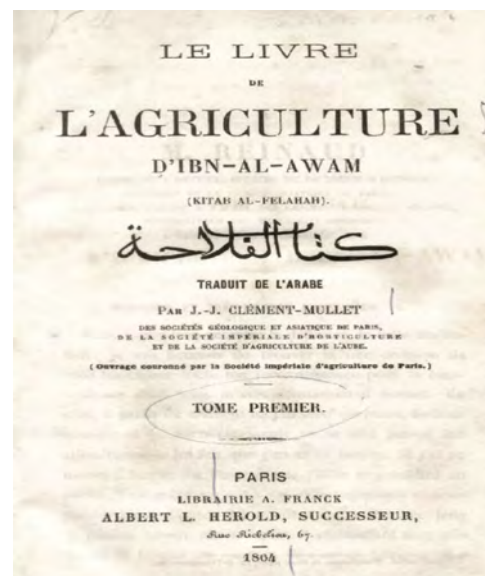 LE LIVRE
DE
L'AGRICULTURE
D'IBN-AL-AWAM
(KITAB AL-FELAHAH).
كتاب الفلاحة
TRADUIT DE L'ARABE
PAR J.-J. CLÉMENT-MULLET
DES SOCIÉTÉS GÉOLOGIQUE ET ASIATIQUE DE PARIS,
DE LA SOCIÉTÉ IMPÉRIALE D'HORTICULTURE
ET DE LA SOCIÉTÉ D'AGRICULTURE DE L'AUBE.
(Ouvrage couronné par la Société impériale d'agriculture de Paris.)
TOME PREMIER.
PARIS
LIBRAIRIE A. FRANCK
ALBERT L. HEROLD, SUCCESSEUR,
Rue Richelieu, 67
1864